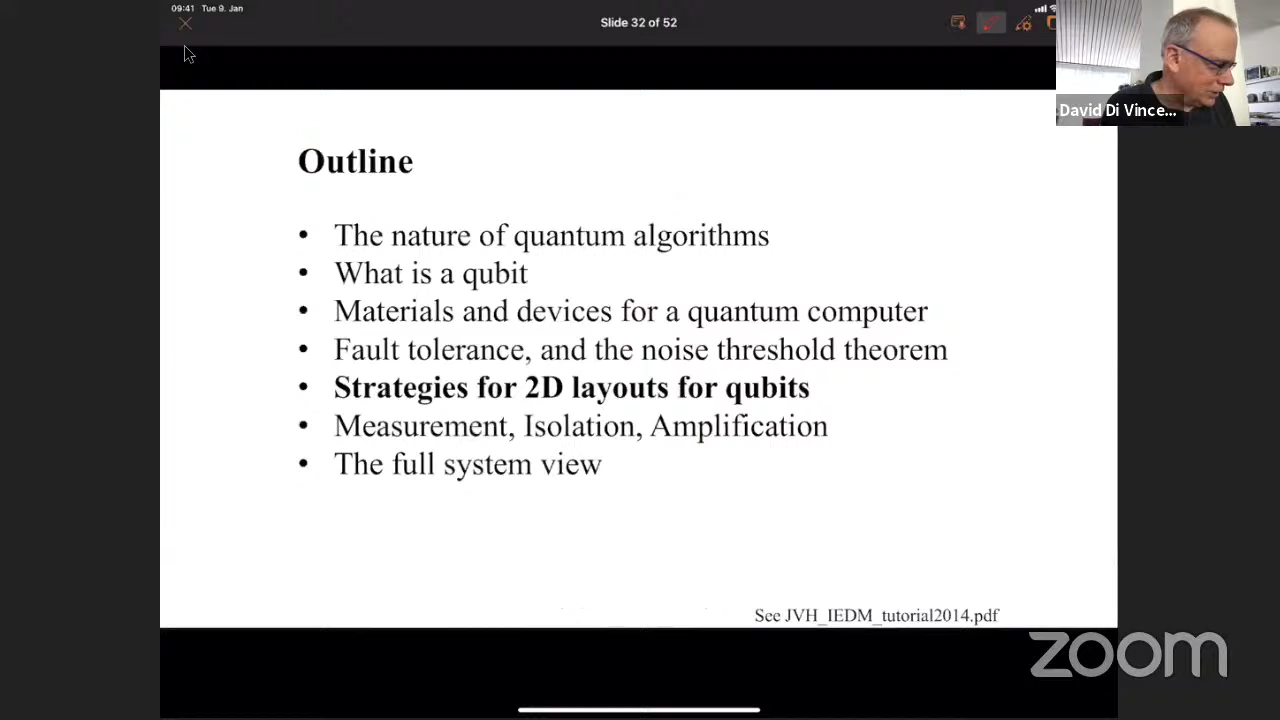 09:41 Tue 9. Jan
Slide 32 of 52
David Di Vince...
Outline
• The nature of quantum algorithms
• What is a qubit
• Materials and devices for a quantum computer
• Fault tolerance, and the noise threshold theorem
• Strategies for 2D layouts for qubits
• Measurement, Isolation, Amplification
• The full system view
See JVH_IEDM_tutorial2014.pdf
zoom